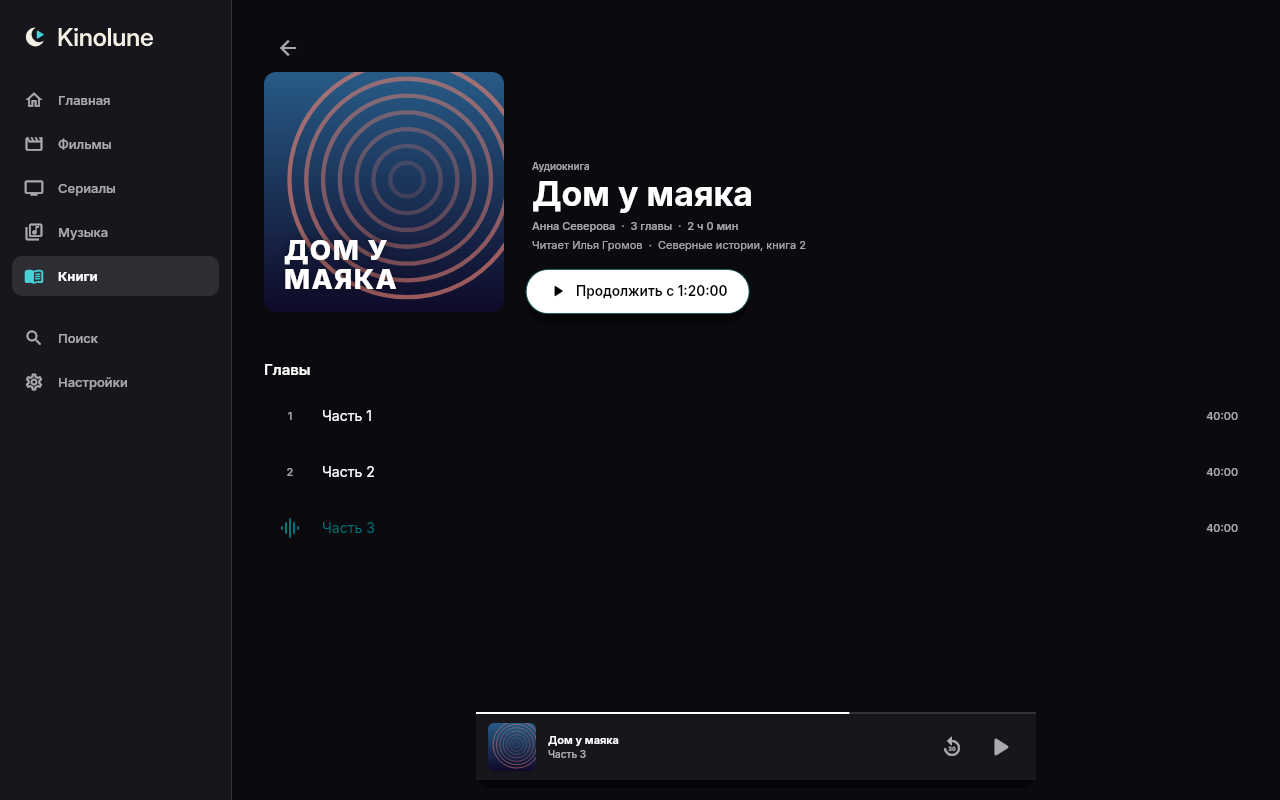 Kinolune
Главная
Фильмы
Сериалы
Музыка
Книги
Поиск
Настройки
ДОМ У
МАЯКА
Аудиокнига
Дом у маяка
Анна Северова · 3 главы · 2 ч 0 мин
Читает Илья Громов · Северные истории, книга 2
Продолжить с 1:20:00
Главы
1 Часть 1 40:00
2 Часть 2 40:00
Часть 3 40:00
Дом у маяка
Часть 3
30